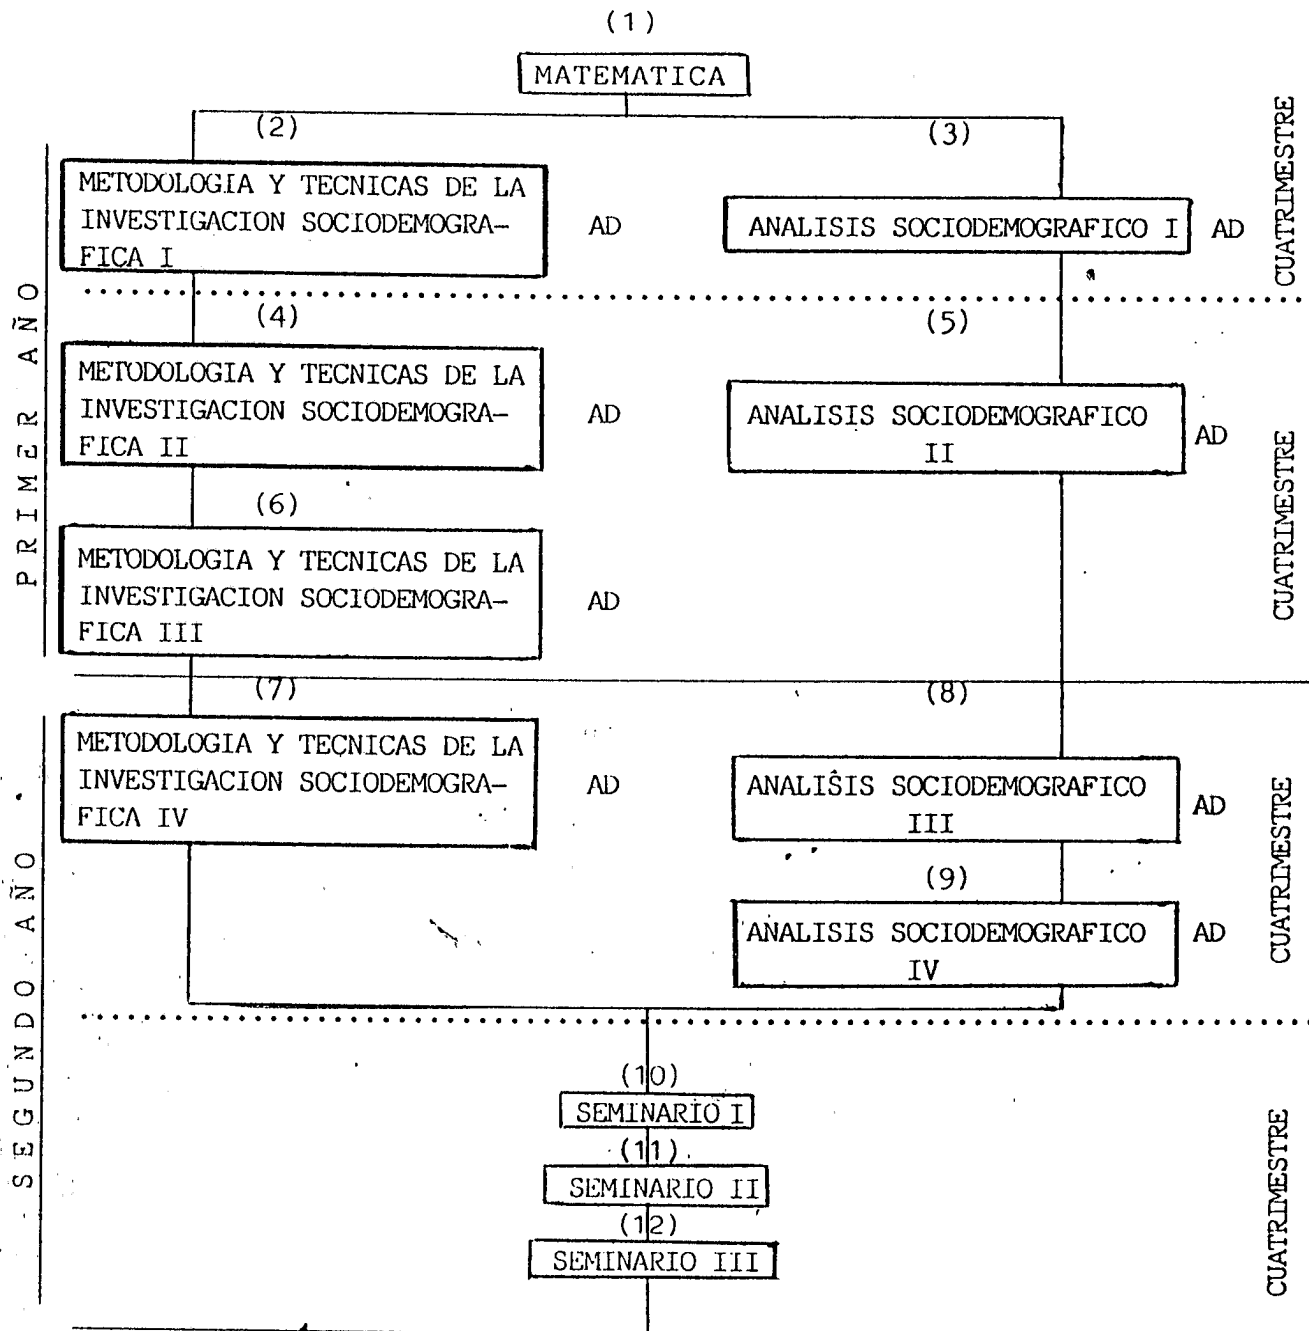 (1)
MATEMATICA
(2)
(3)
METODOLOGIA Y TECNICAS DE LA
INVESTIGACION SOCIODEMOGRA-
FICA I
AD
ANALISIS SOCIODEMOGRAFICO I
AD
CUATRIMESTRE
PRIMER AÑO
(4)
(5)
METODOLOGIA Y TECNICAS DE LA
INVESTIGACION SOCIODEMOGRA-
FICA II
AD
ANALISIS SOCIODEMOGRAFICO
II
AD
CUATRIMESTRE
(6)
METODOLOGIA Y TECNICAS DE LA
INVESTIGACION SOCIODEMOGRA-
FICA III
AD
(7)
(8)
METODOLOGIA Y TECNICAS DE LA
INVESTIGACION SOCIODEMOGRA-
FICA IV
AD
ANALISIS SOCIODEMOGRAFICO
III
AD
CUATRIMESTRE
SEGUNDO AÑO
(9)
ANALISIS SOCIODEMOGRAFICO
IV
AD
(10)
SEMINARIO I
(11)
SEMINARIO II
(12)
SEMINARIO III
CUATRIMESTRE